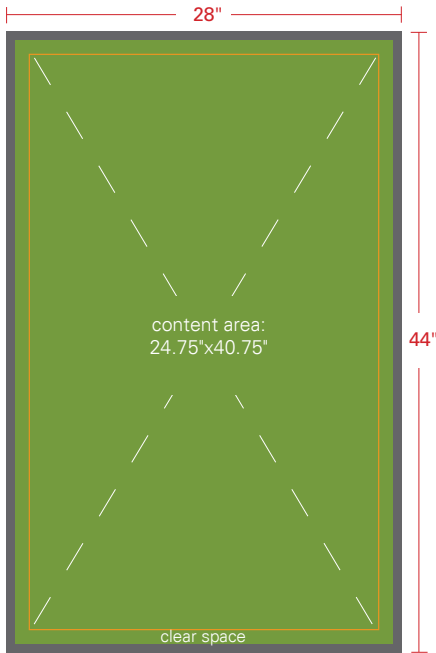 28"
content area:
24.75"x40.75"
44"
clear space